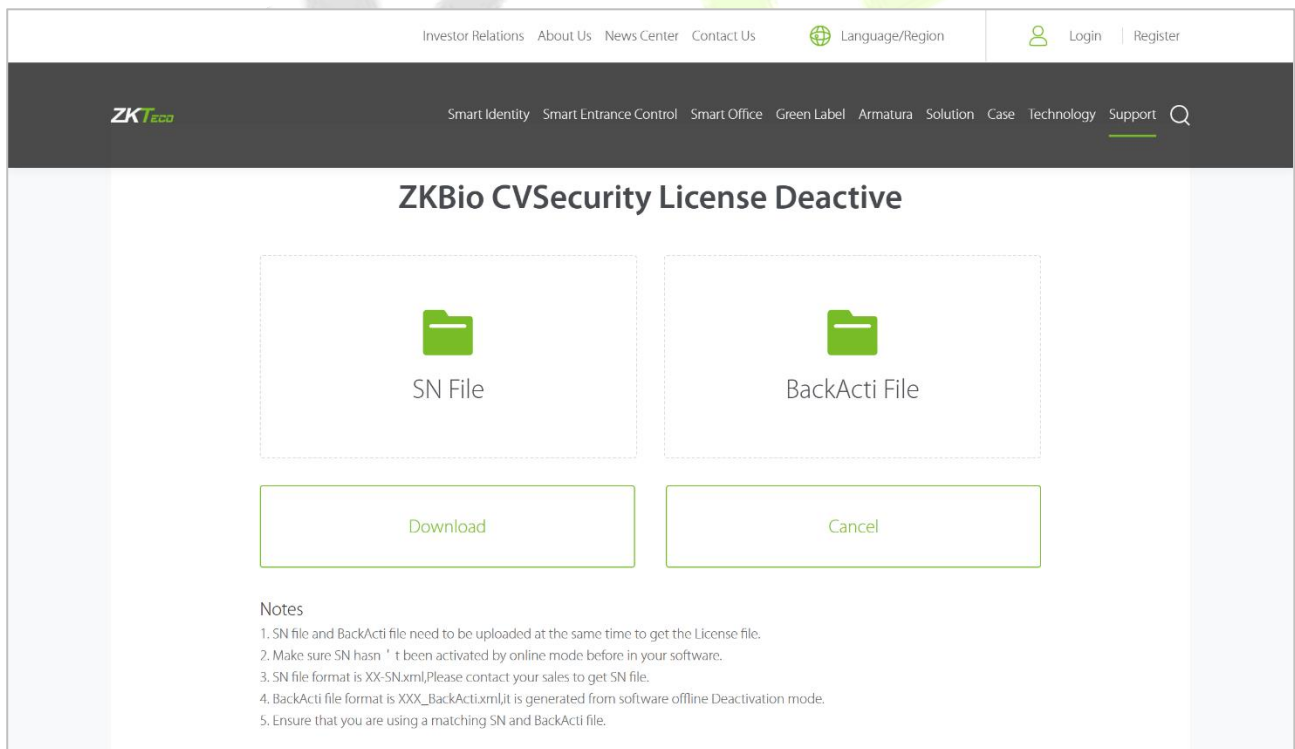 Investor Relations About Us News Center Contact Us Language/Region Login Register
ZKTeco Smart Identity Smart Entrance Control Smart Office Green Label Armatura Solution Case Technology Support
ZKBio CVSecurity License Deactive
SN File BackActi File
Download Cancel
Notes
1. SN file and BackActi file need to be uploaded at the same time to get the License file.
2. Make sure SN hasn ' t been activated by online mode before in your software.
3. SN file format is XX-SN.xml,Please contact your sales to get SN file.
4. BackActi file format is XXX_BackActi.xml,it is generated from software offline Deactivation mode.
5. Ensure that you are using a matching SN and BackActi file.